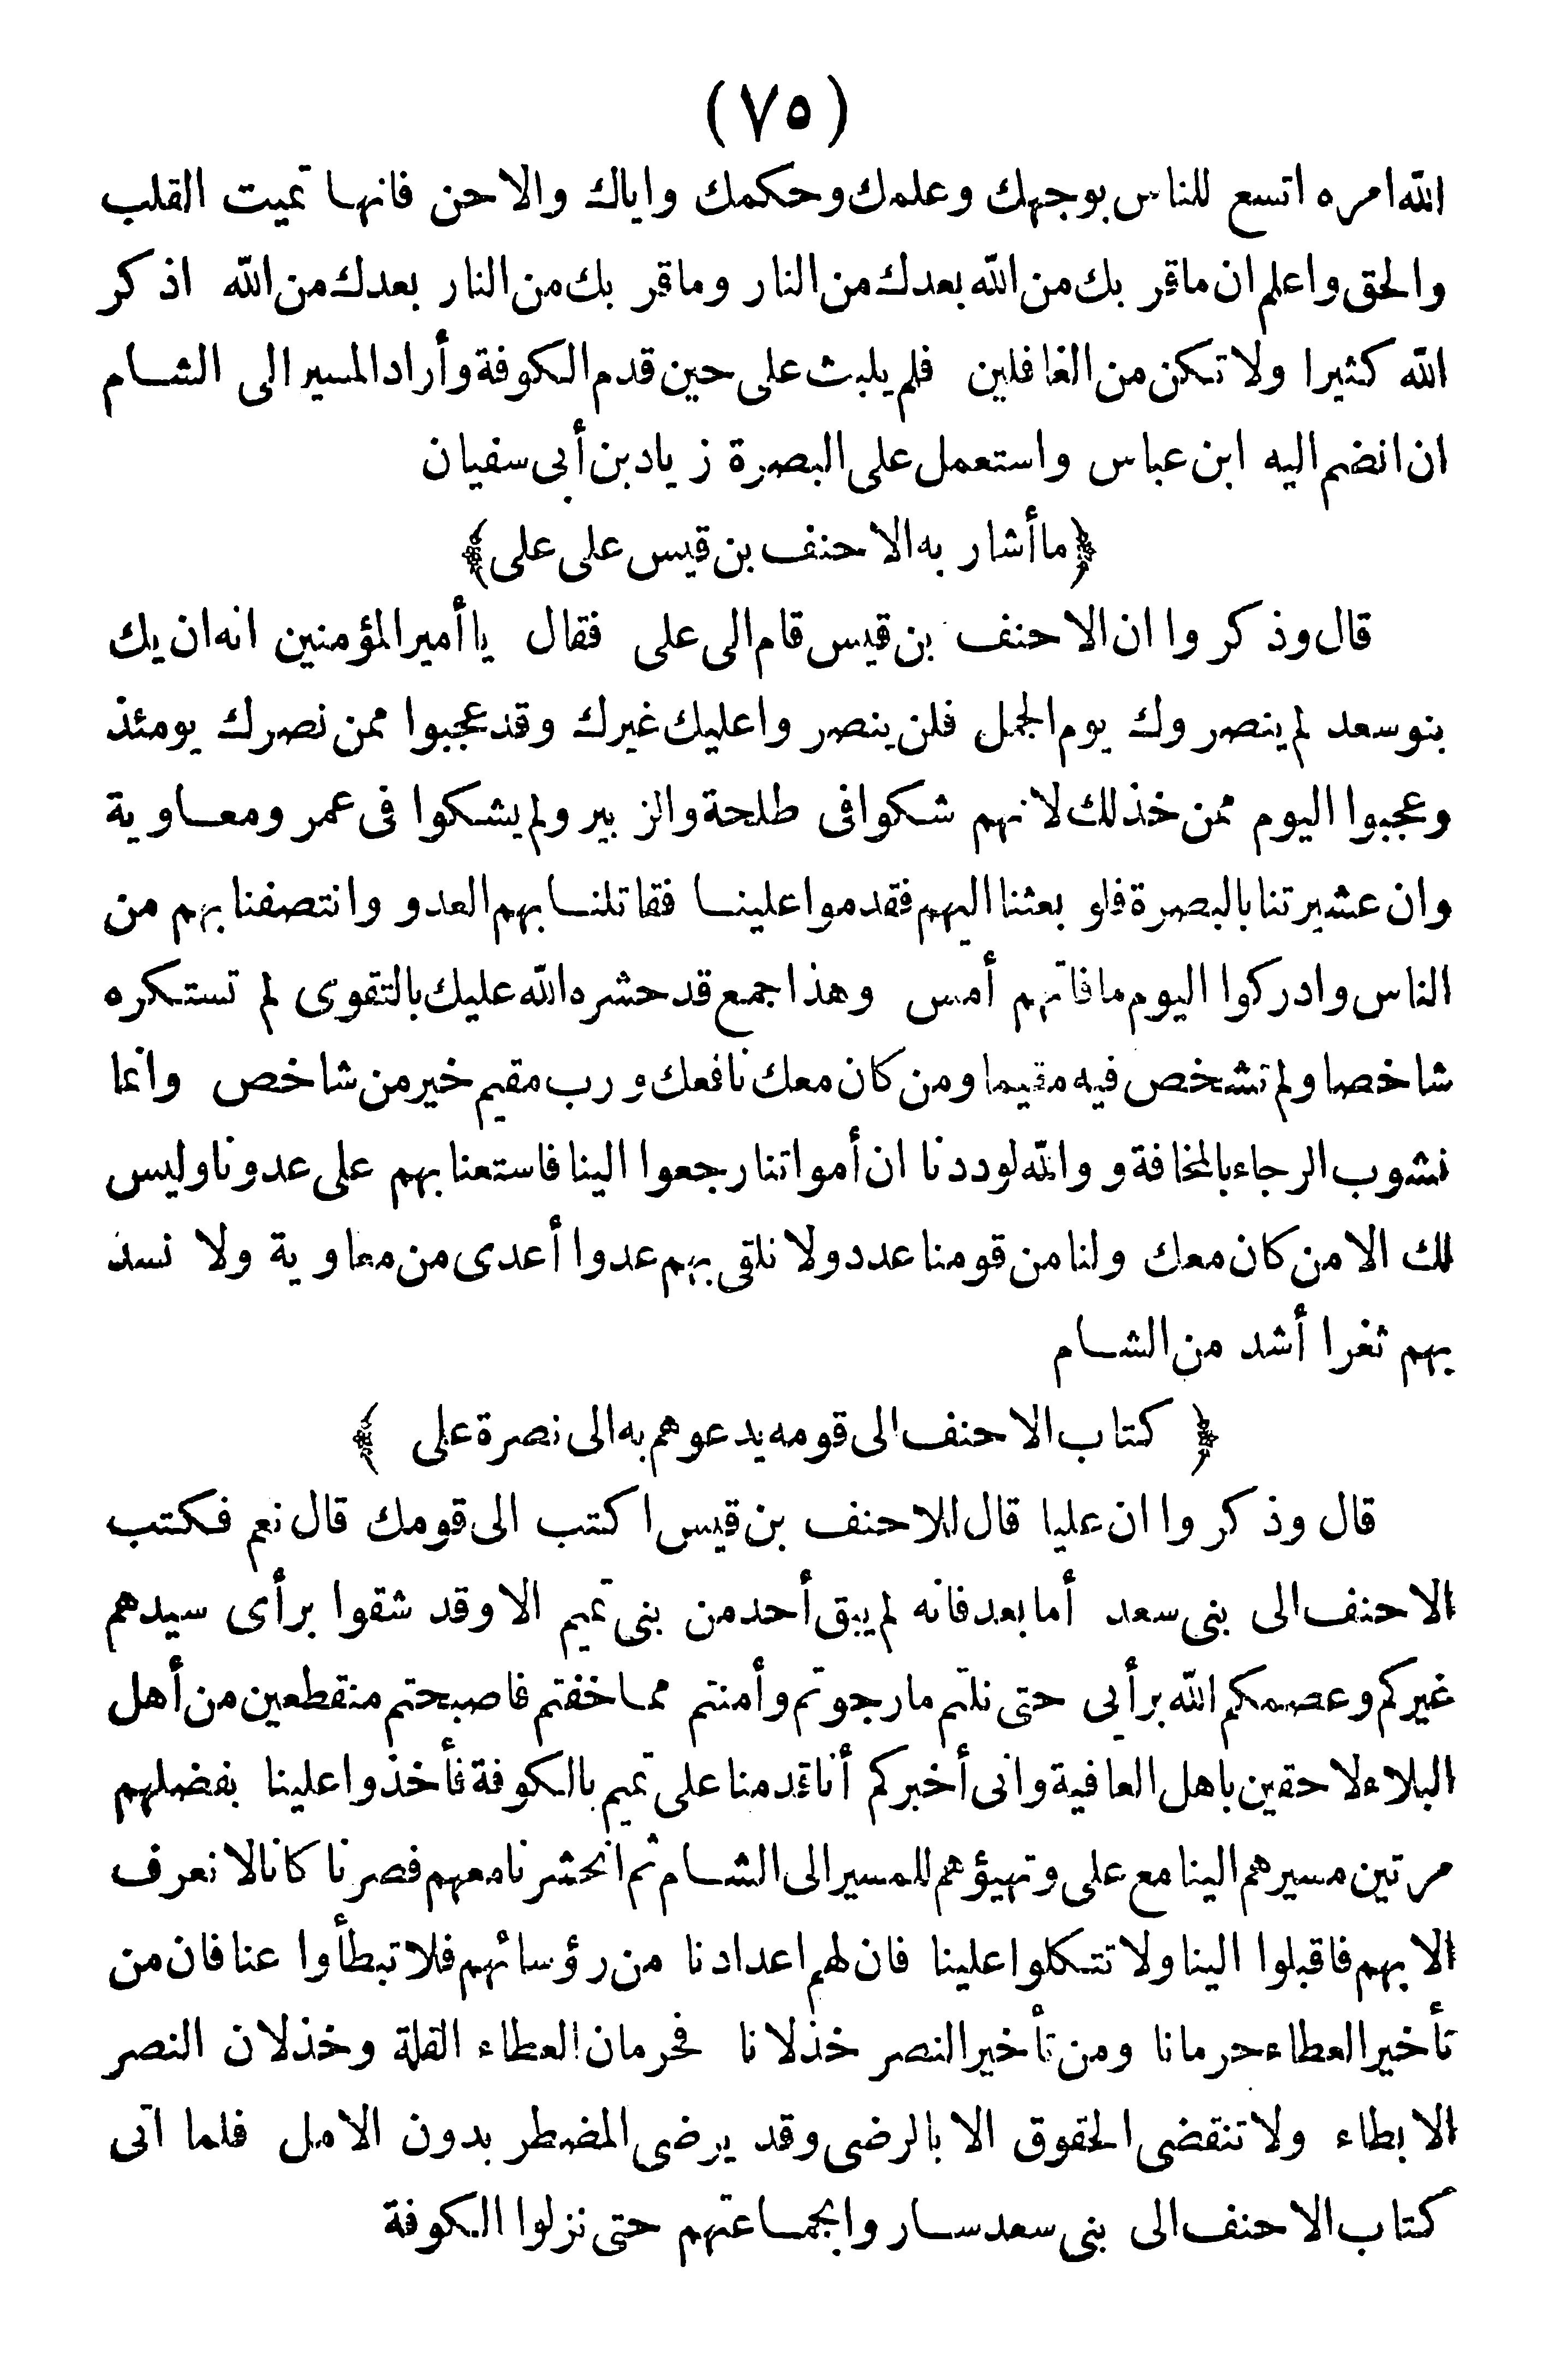 (٧٥)
الله امره اتسع للناس بوجهك وعلمك وحكمك واياك والاحن فانها تميت القلب
والحق واعلم ان ماقربك من الله بعدك من النار وماقربك من النار بعدك من الله اذكر
الله كثيرا ولا تكن من الغافلين فلم يلبث على حين قدم الكوفة وأراد المسير الى الشام
ان انضم اليه ابن عباس واستعمل على البصرة زياد بن أبى سفيان
﴿ما أشار به الاحنف بن قيس على على﴾
قال وذكروا ان الاحنف بن قيس قام الى على فقال يا أمير المؤمنين انه ان يك
بنو سعد لم ينصروك يوم الجمل فلن ينصروا عليك غيرك وقد عجبوا ممن نصرك يومئذ
وعجبوا اليوم ممن خذلك لانهم شكوا فى طلحة والزبير ولم يشكوا فى عمر ومعاوية
وان عشيرتنا بالبصرة فلو بعثنا اليهم فقدموا علينا فقاتلنا بهم العدو وانتصفنا بهم من
الناس وادركوا اليوم مافاتهم أمس وهذا جمع قد حشره الله عليك بالتقوى لم تستكره
شاخصا ولم تشخص فيه مقيما ومن كان معك نافعك ورب مقيم خير من شاخص وانما
نشوب الرجاء بالمخافة و والله لوددنا ان أمواتنا رجعوا الينا فاستعنا بهم على عدونا وليس
لك الا من كان معك ولنا من قومنا عدد ولا نلقى بهم عدوا أعدى من معاوية ولا نسد
بهم ثغرا أشد من الشام
﴿ كتاب الاحنف الى قومه يدعوهم به الى نصرة على ﴾
قال وذكروا ان عليا قال للاحنف بن قيس اكتب الى قومك قال نعم فكتب
الاحنف الى بنى سعد أما بعد فانه لم يبق أحد من بنى تميم الا وقد شقوا برأى سيدهم
غيركم وعصمكم الله برأيى حتى نلتم مارجوتم وأمنتم مما خفتم فاصبحتم منقطعين من أهل
البلاء لاحقين باهل العافية وانى أخبركم أنا قدمنا على تميم بالكوفة فأخذوا علينا بفضلهم
مرتين مسيرهم الينا مع على وتهيؤهم للمسير الى الشام ثم انحشرنا معهم فصرنا كانا لا نعرف
الا بهم فاقبلوا الينا ولا تتكلوا علينا فان لهم اعدادنا من رؤسائهم فلا تبطأوا عنا فان من
تأخير العطاء حرمانا ومن تأخير النصر خذلانا فحرمان العطاء القلة وخذلان النصر
الابطاء ولا تنقضى الحقوق الا بالرضى وقد يرضى المضطر بدون الامل فلما اتى
كتاب الاحنف الى بنى سعد ساروا بجماعتهم حتى نزلوا الكوفة